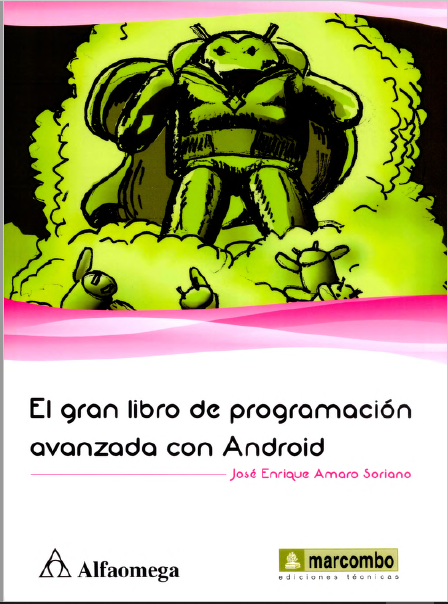 El gran libro de programación
avanzada con Android
José Enrique Amaro Soriano
Alfaomega
marcombo
ediciones técnicas